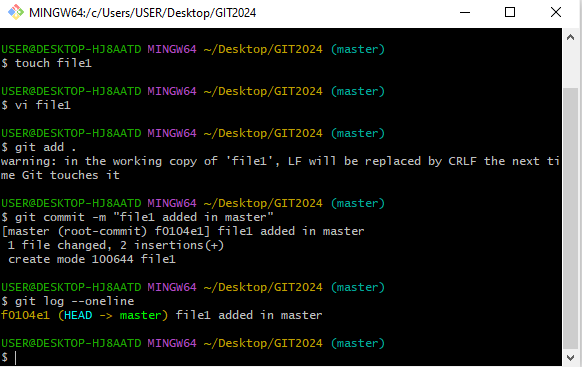 MINGW64:/c/Users/USER/Desktop/GIT2024
USER@DESKTOP-HJ8AATD MINGW64 ~/Desktop/GIT2024 (master)
$ touch file1
USER@DESKTOP-HJ8AATD MINGW64 ~/Desktop/GIT2024 (master)
$ vi file1
USER@DESKTOP-HJ8AATD MINGW64 ~/Desktop/GIT2024 (master)
$ git add .
warning: in the working copy of 'file1', LF will be replaced by CRLF the next ti
me Git touches it
USER@DESKTOP-HJ8AATD MINGW64 ~/Desktop/GIT2024 (master)
$ git commit -m "file1 added in master"
[master (root-commit) f0104e1] file1 added in master
 1 file changed, 2 insertions(+)
 create mode 100644 file1
USER@DESKTOP-HJ8AATD MINGW64 ~/Desktop/GIT2024 (master)
$ git log --oneline
f0104e1 (HEAD -> master) file1 added in master
USER@DESKTOP-HJ8AATD MINGW64 ~/Desktop/GIT2024 (master)
$